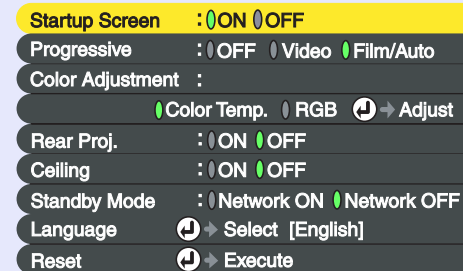 Startup Screen : ON OFF
Progressive : OFF Video Film/Auto
Color Adjustment :
Color Temp. RGB Adjust
Rear Proj. : ON OFF
Ceiling : ON OFF
Standby Mode : Network ON Network OFF
Language Select [English]
Reset Execute